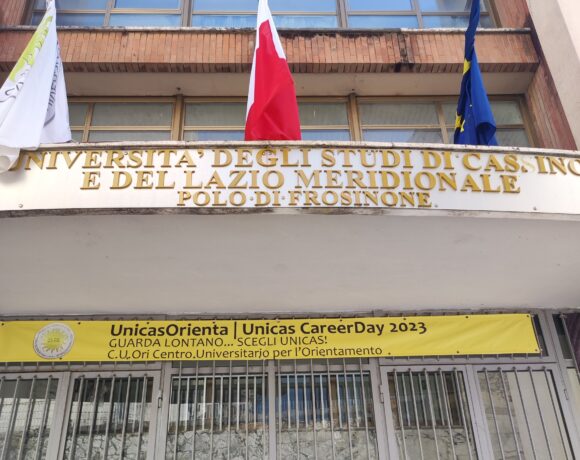 UNIVERSITA' DEGLI STUDI DI CASSINO
E DEL LAZIO MERIDIONALE
POLO DI FROSINONE
UnicasOrienta | Unicas CareerDay 2023
GUARDA LONTANO... SCEGLI UNICAS!
C.U.Ori Centro Universitario per l'Orientamento